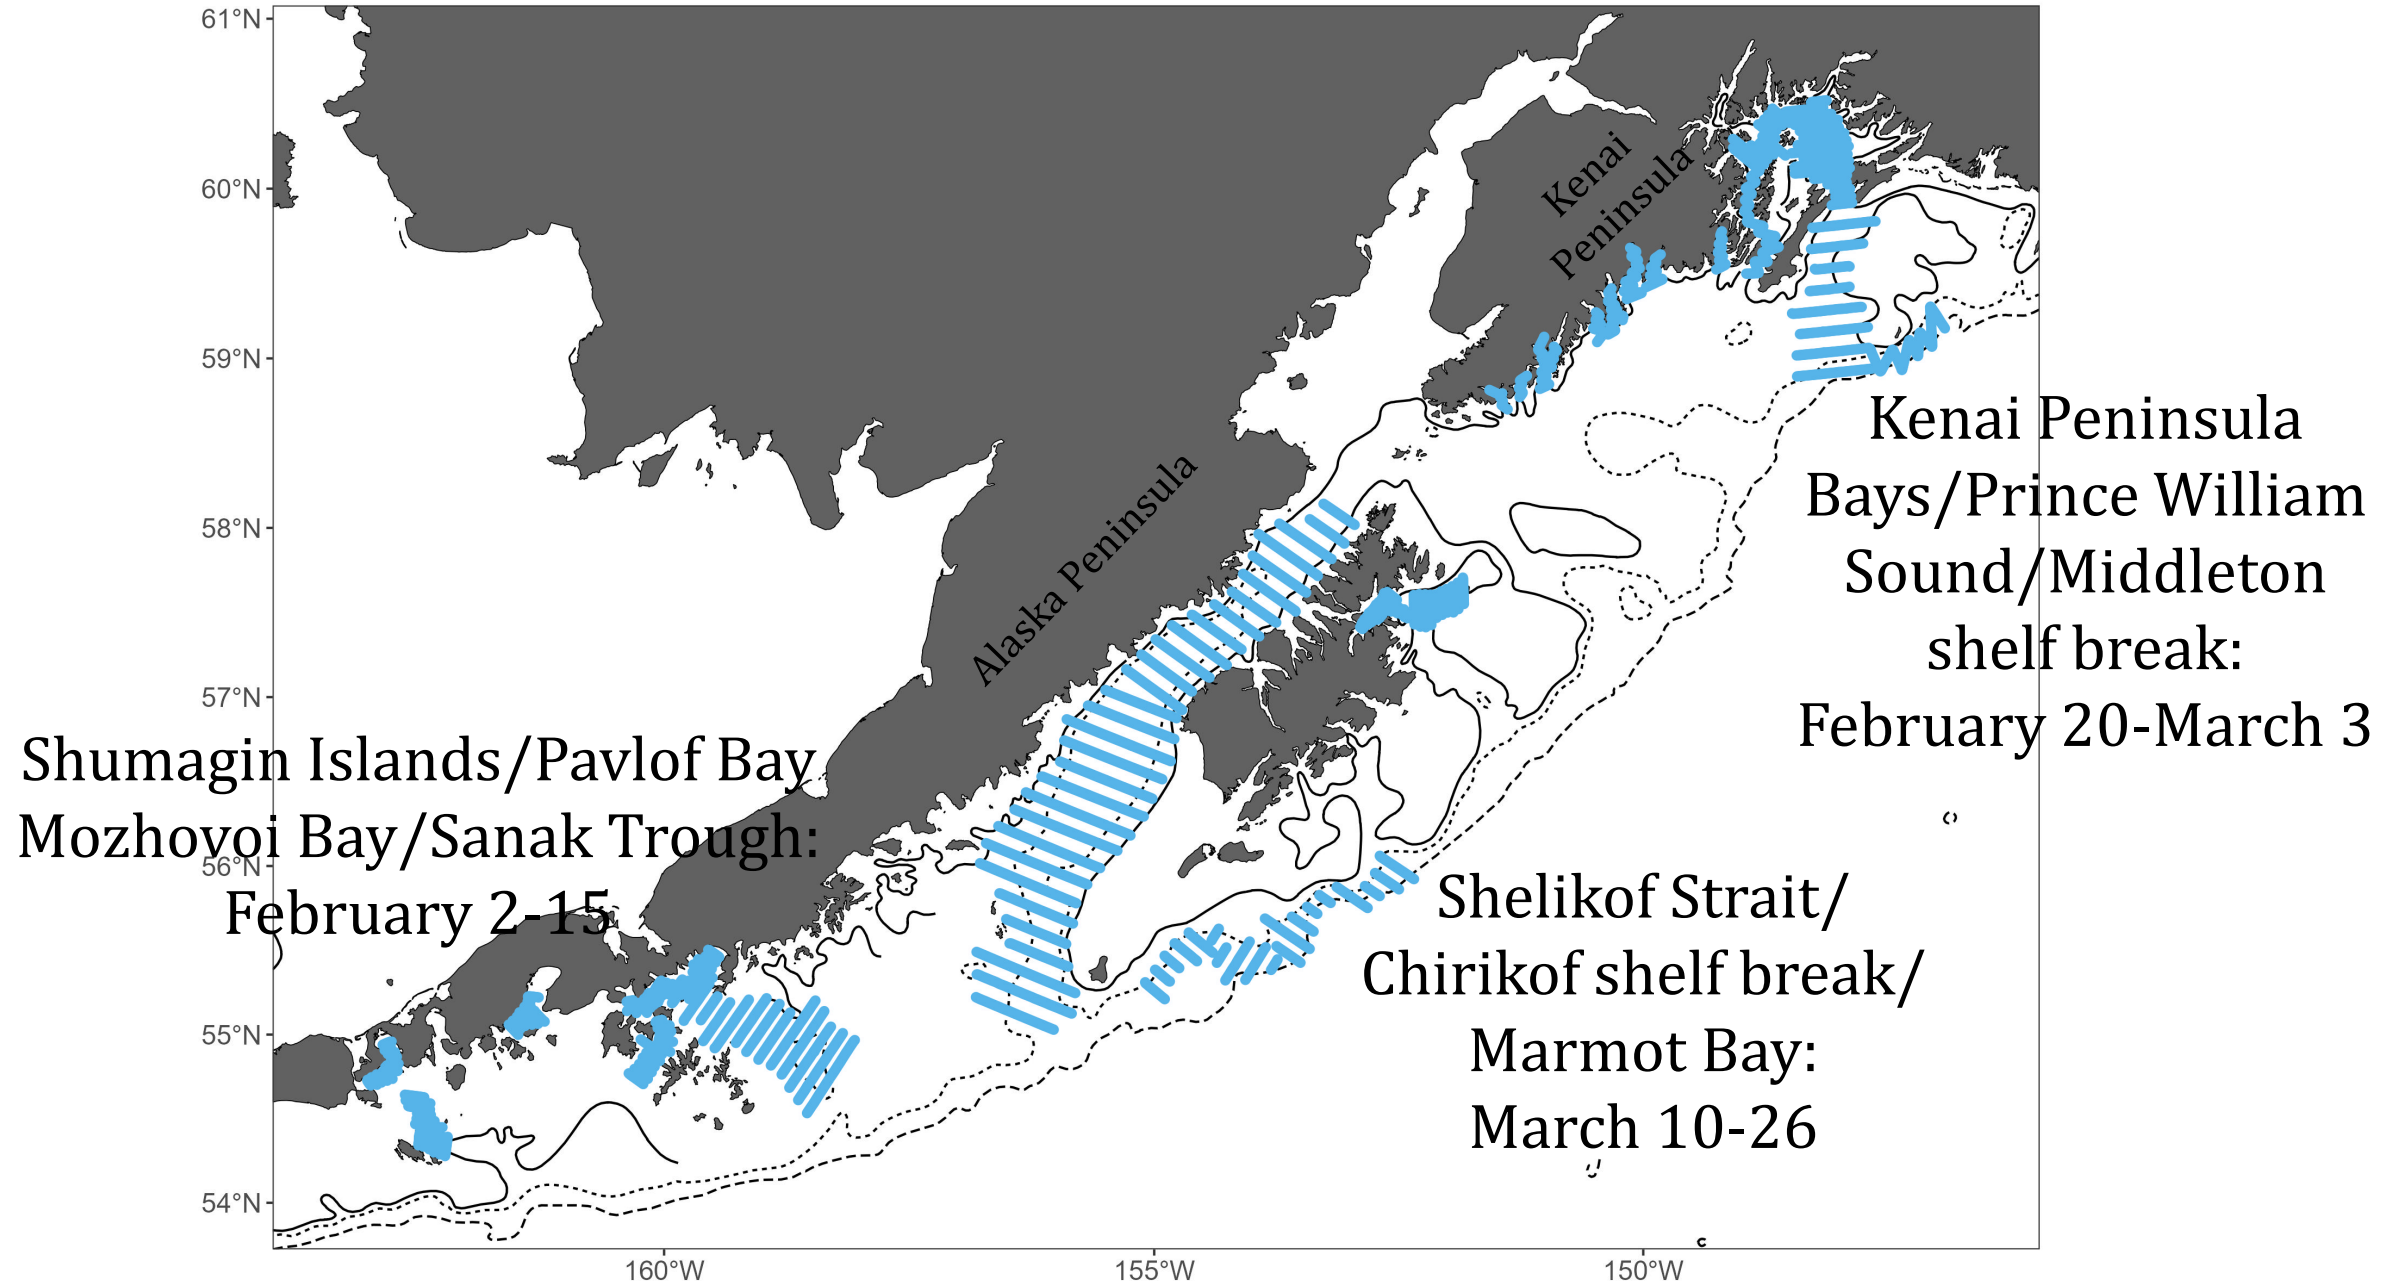 61°N
60°N
59°N
58°N
57°N
56°N
55°N
54°N
160°W
155°W
150°W
Kenai
Peninsula
Alaska Peninsula
Kenai Peninsula
Bays/Prince William
Sound/Middleton
shelf break:
February 20-March 3
Shumagin Islands/Pavlof Bay
Mozhovoi Bay/Sanak Trough:
February 2-15
Shelikof Strait/
Chirikof shelf break/
Marmot Bay:
March 10-26